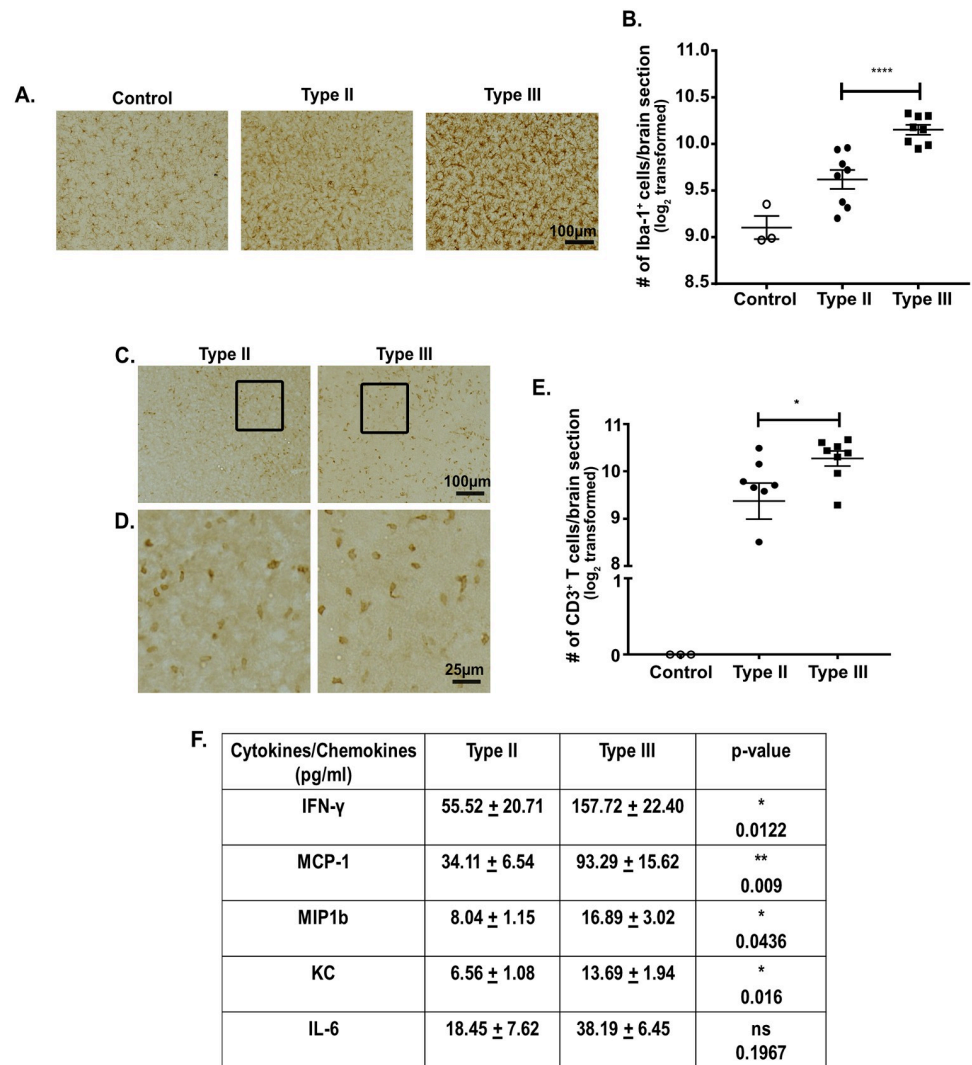 A.
Control
Type II
Type III
100µm
B.
# of Iba-1⁺ cells/brain section
(log₂ transformed)
11.0
10.5
10.0
9.5
9.0
8.5
****
Control
Type II
Type III
C.
Type II
Type III
100µm
D.
25µm
E.
# of CD3⁺ T cells/brain section
(log₂ transformed)
11
10
9
8
1
0
*
Control
Type II
Type III
F.
Cytokines/Chemokines
(pg/ml)
Type II
Type III
p-value
IFN-γ
55.52 ± 20.71
157.72 ± 22.40
*
0.0122
MCP-1
34.11 ± 6.54
93.29 ± 15.62
**
0.009
MIP1b
8.04 ± 1.15
16.89 ± 3.02
*
0.0436
KC
6.56 ± 1.08
13.69 ± 1.94
*
0.016
IL-6
18.45 ± 7.62
38.19 ± 6.45
ns
0.1967